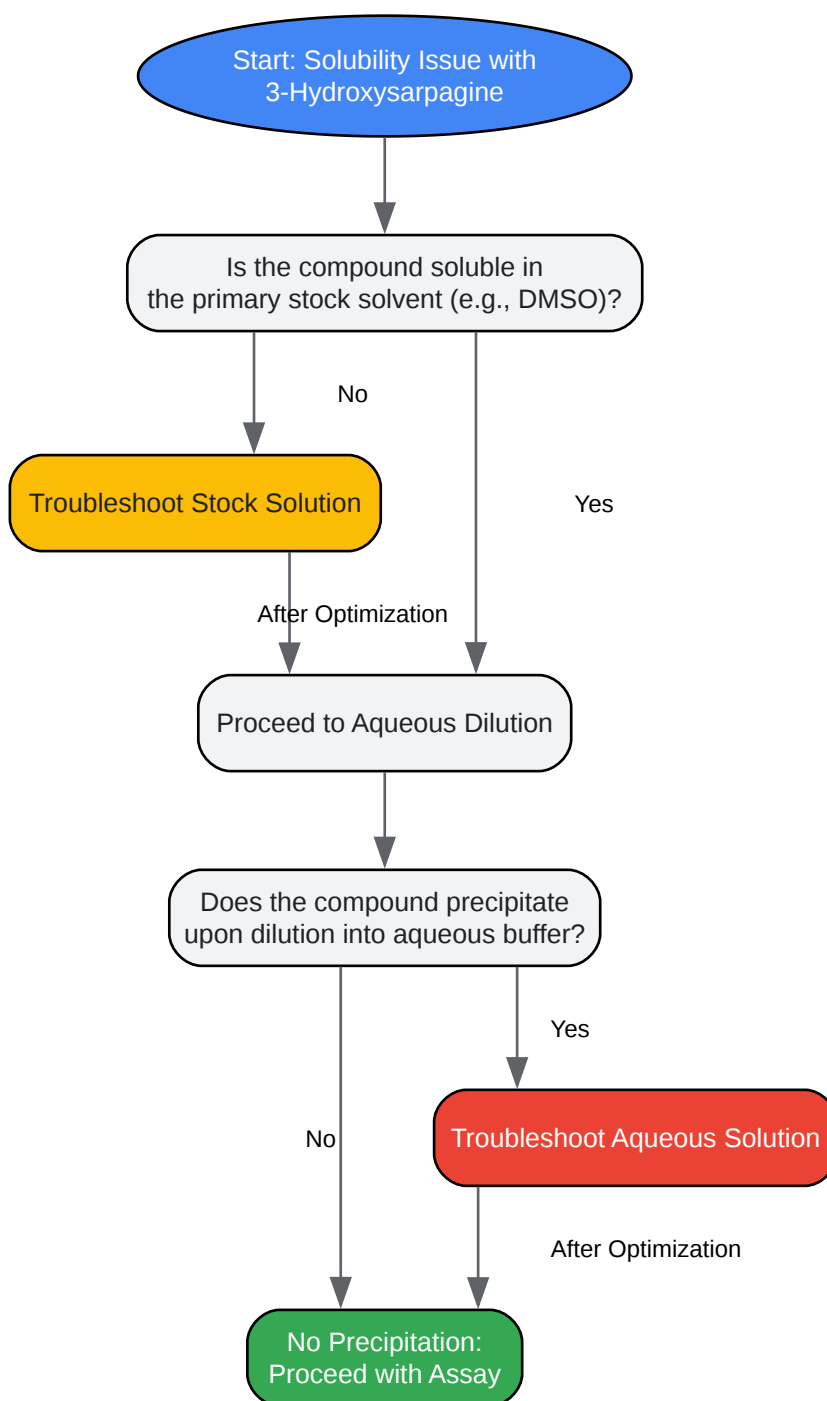 Start: Solubility Issue with
3-Hydroxysarpagine
Is the compound soluble in
the primary stock solvent (e.g., DMSO)?
No
Troubleshoot Stock Solution
Yes
After Optimization
Proceed to Aqueous Dilution
Does the compound precipitate
upon dilution into aqueous buffer?
Yes
No
Troubleshoot Aqueous Solution
After Optimization
No Precipitation:
Proceed with Assay